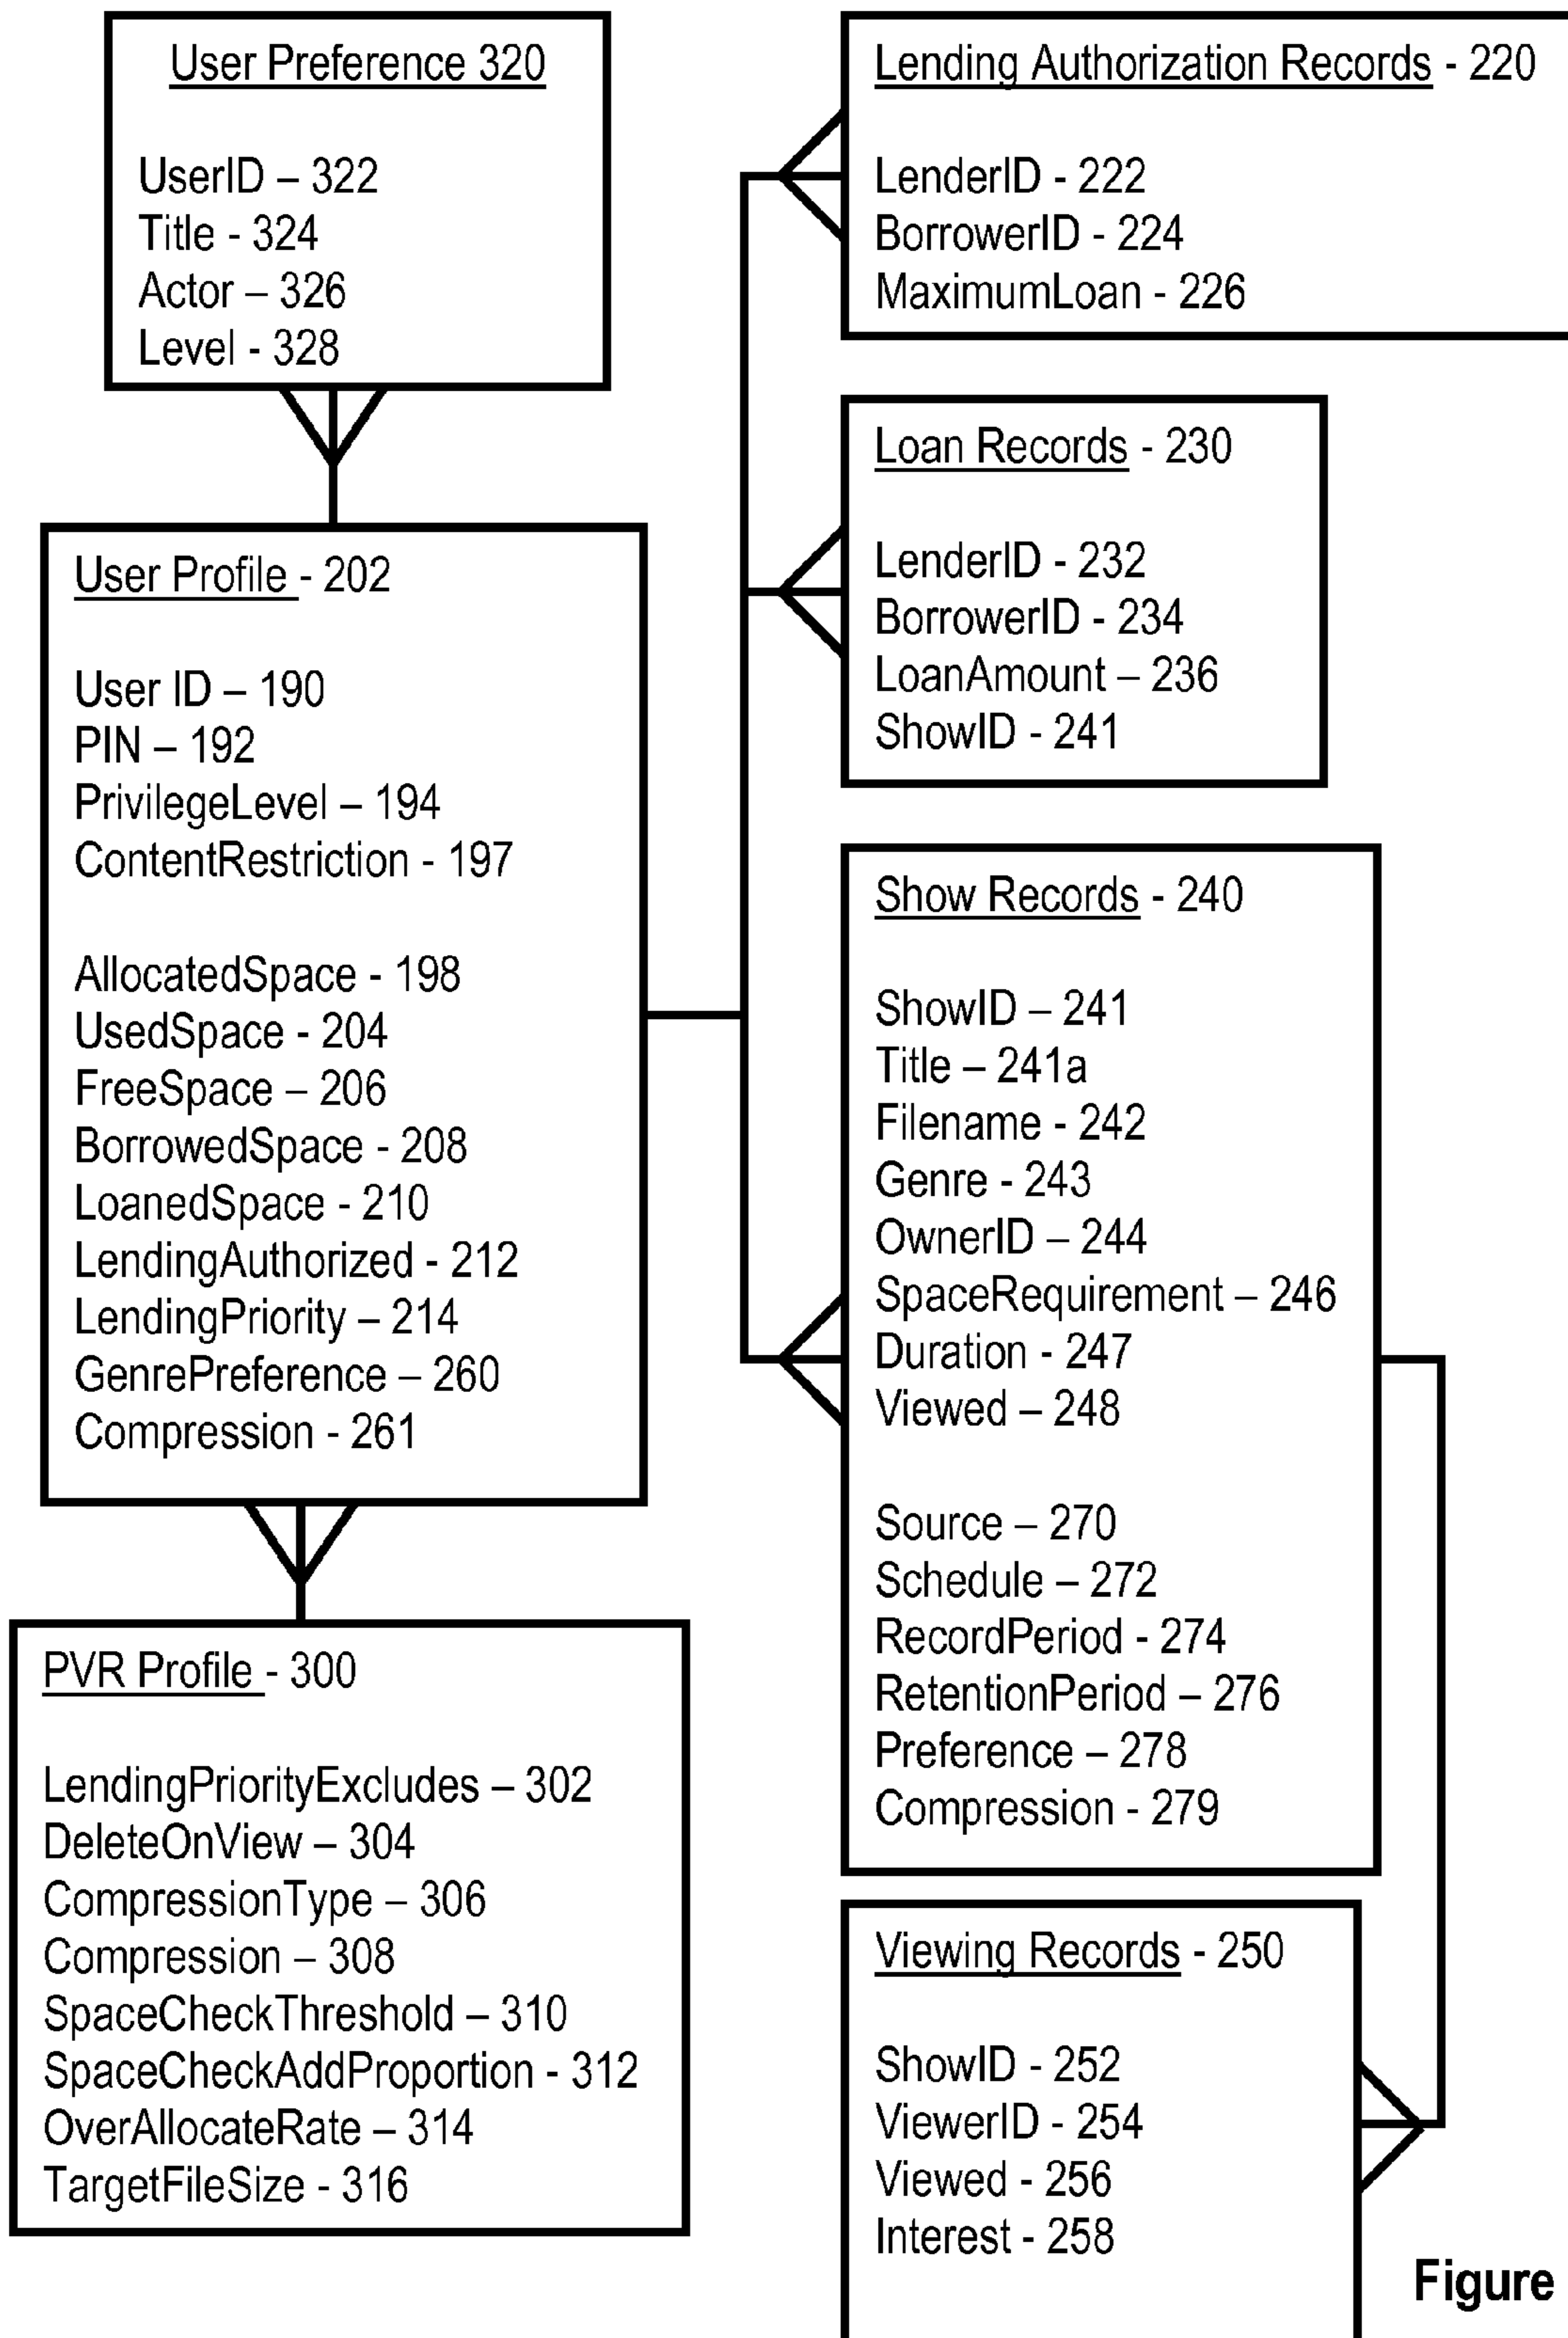 User Preference 320
UserID – 322
Title - 324
Actor – 326
Level - 328
User Profile - 202
User ID – 190
PIN – 192
PrivilegeLevel – 194
ContentRestriction - 197
AllocatedSpace - 198
UsedSpace - 204
FreeSpace – 206
BorrowedSpace - 208
LoanedSpace - 210
LendingAuthorized - 212
LendingPriority – 214
GenrePreference – 260
Compression - 261
PVR Profile - 300
LendingPriorityExcludes – 302
DeleteOnView – 304
CompressionType – 306
Compression – 308
SpaceCheckThreshold – 310
SpaceCheckAddProportion - 312
OverAllocateRate – 314
TargetFileSize - 316
Lending Authorization Records - 220
LenderID - 222
BorrowerID - 224
MaximumLoan - 226
Loan Records - 230
LenderID - 232
BorrowerID - 234
LoanAmount – 236
ShowID - 241
Show Records - 240
ShowID – 241
Title – 241a
Filename - 242
Genre - 243
OwnerID – 244
SpaceRequirement – 246
Duration - 247
Viewed – 248
Source – 270
Schedule – 272
RecordPeriod - 274
RetentionPeriod – 276
Preference – 278
Compression - 279
Viewing Records - 250
ShowID - 252
ViewerID - 254
Viewed - 256
Interest - 258
Figure